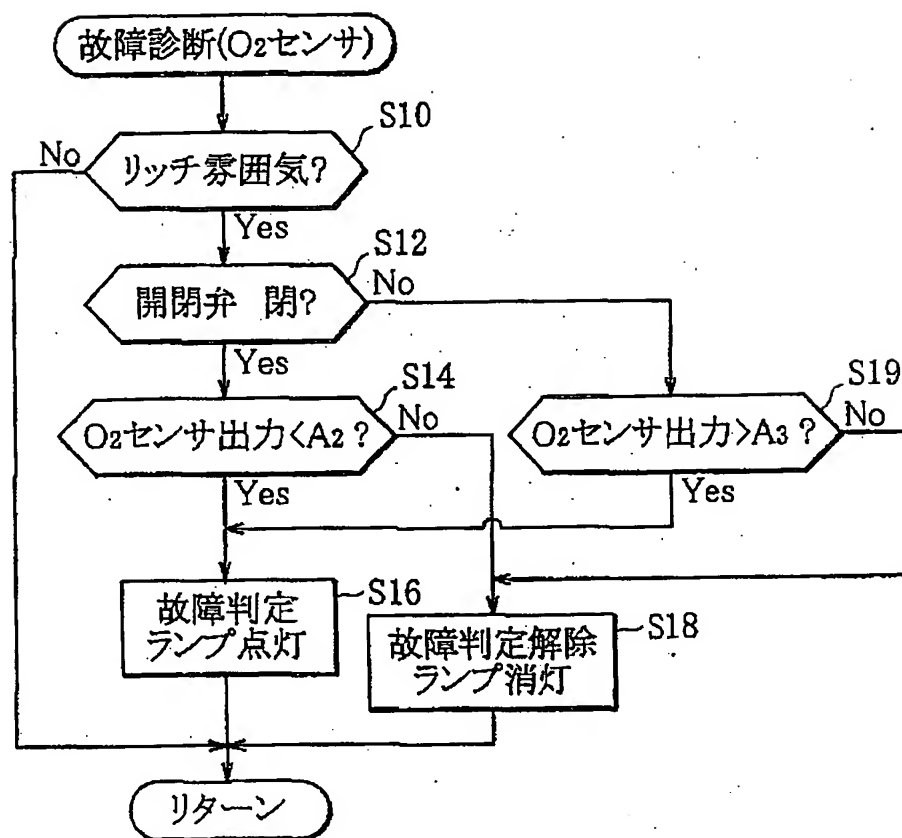 故障診断(O2センサ)
S10
No
リッチ雰囲気?
Yes
S12
No
開閉弁 閉?
Yes
S14
No
O2センサ出力<A2?
Yes
S19
No
O2センサ出力>A3?
Yes
S16
故障判定
ランプ点灯
S18
故障判定解除
ランプ消灯
リターン